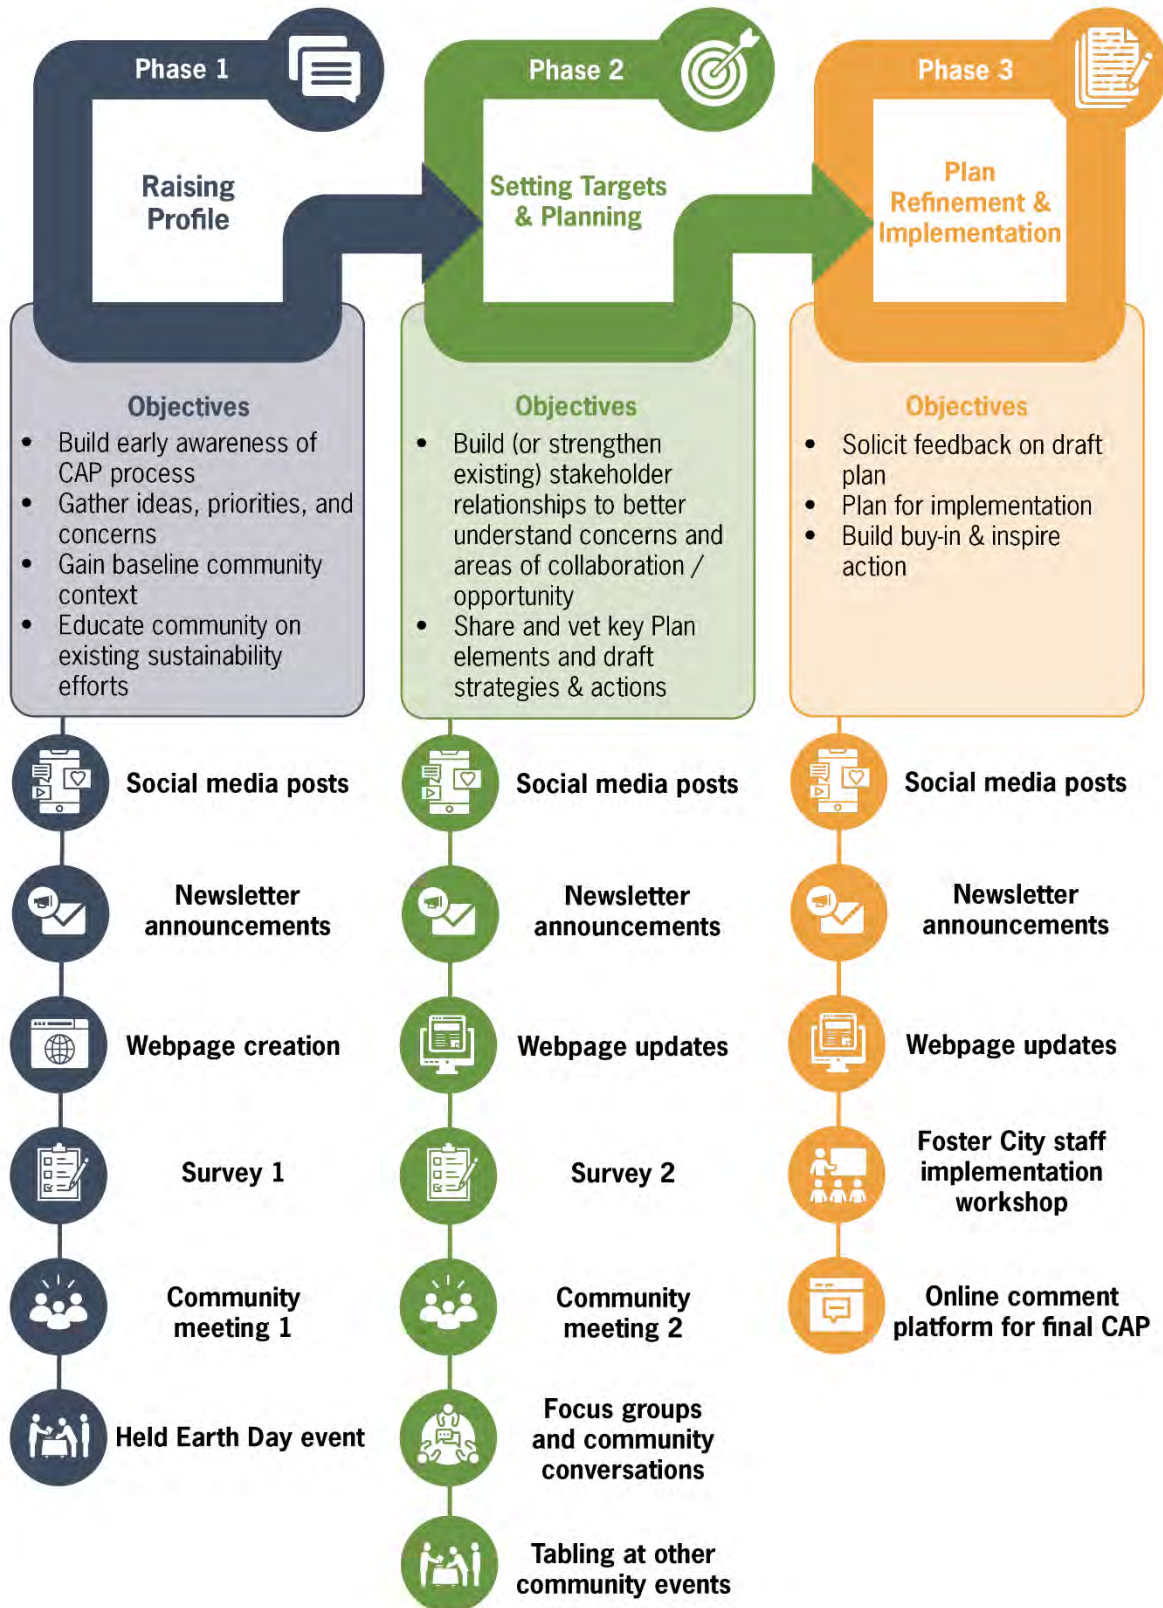 Phase 1
Raising
Profile
Objectives
• Build early awareness of
CAP process
• Gather ideas, priorities, and
concerns
• Gain baseline community
context
• Educate community on
existing sustainability
efforts
Social media posts
Newsletter
announcements
Webpage creation
Survey 1
Community
meeting 1
Held Earth Day event
Phase 2
Setting Targets
& Planning
Objectives
• Build (or strengthen
existing) stakeholder
relationships to better
understand concerns and
areas of collaboration /
opportunity
• Share and vet key Plan
elements and draft
strategies & actions
Social media posts
Newsletter
announcements
Webpage updates
Survey 2
Community
meeting 2
Focus groups
and community
conversations
Tabling at other
community events
Phase 3
Plan
Refinement &
Implementation
Objectives
• Solicit feedback on draft
plan
• Plan for implementation
• Build buy-in & inspire
action
Social media posts
Newsletter
announcements
Webpage updates
Foster City staff
implementation
workshop
Online comment
platform for final CAP